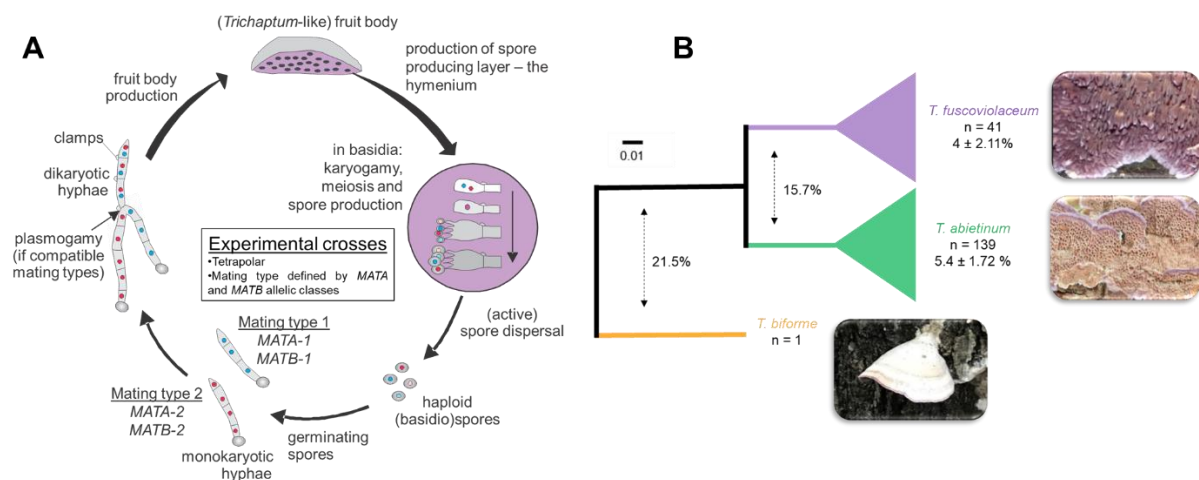 A
(Trichaptum-like) fruit body
production of spore
producing layer – the
hymenium
fruit body
production
clamps
dikaryotic
hyphae
plasmogamy
(if compatible
mating types)
in basidia:
karyogamy,
meiosis and
spore production
Experimental crosses
•Tetrapolar
•Mating type defined by MATA
and MATB allelic classes
(active)
spore dispersal
Mating type 1
MATA-1
MATB-1
Mating type 2
MATA-2
MATB-2
haploid
(basidio)spores
germinating
spores
monokaryotic
hyphae
B
0.01
T. fuscoviolaceum
n = 41
4 ± 2.11%
15.7%
T. abietinum
n = 139
5.4 ± 1.72 %
21.5%
T. biforme
n = 1